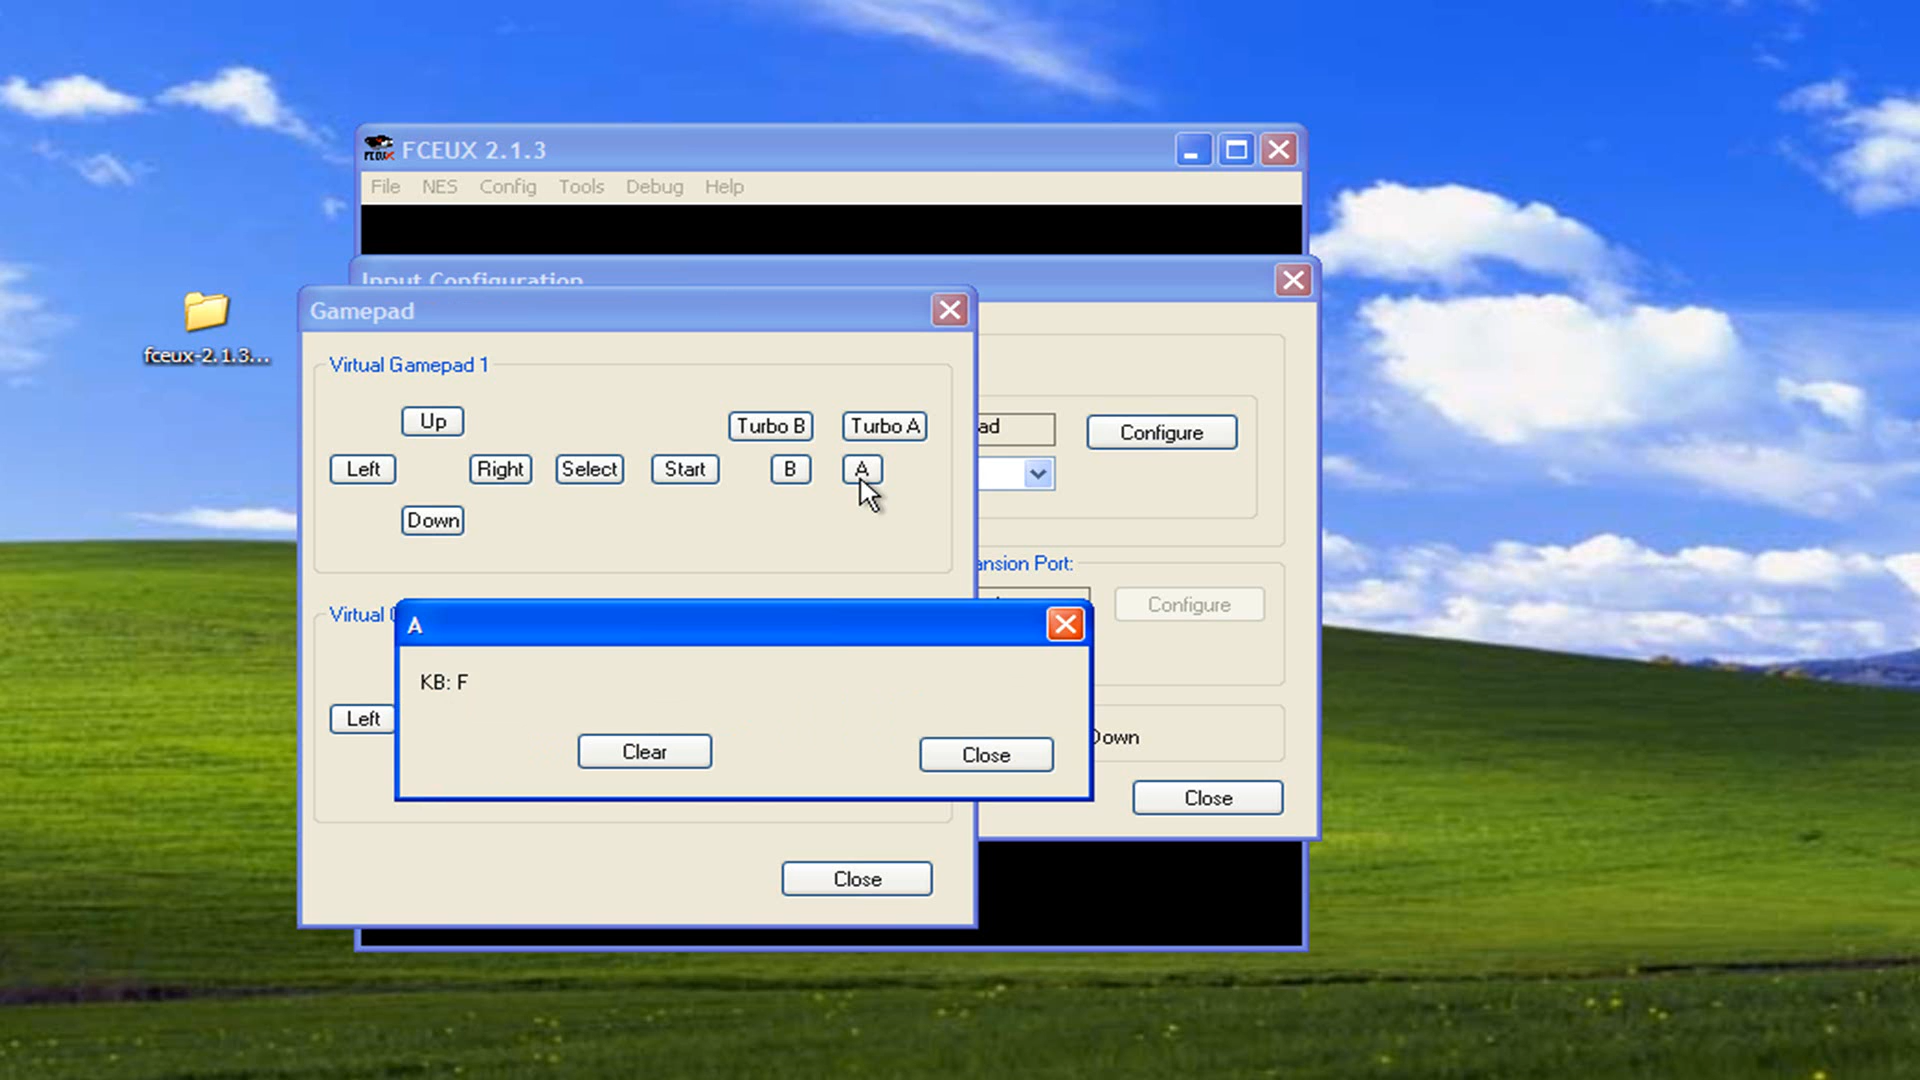 FCEUX 2.1.3
File NES Config Tools Debug Help
Input Configuration
Gamepad
fceux-2.1.3...
Virtual Gamepad 1
Up
Turbo B
Turbo A
ad
Configure
Left
Right
Select
Start
B
A
Down
ansion Port:
Configure
Virtual
A
KB: F
Left
Clear
Close
Down
Close
Close